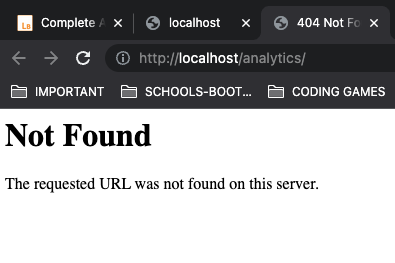 Complete A
localhost
404 Not Fo
http://localhost/analytics/
IMPORTANT
SCHOOLS-BOOT...
CODING GAMES
Not Found
The requested URL was not found on this server.